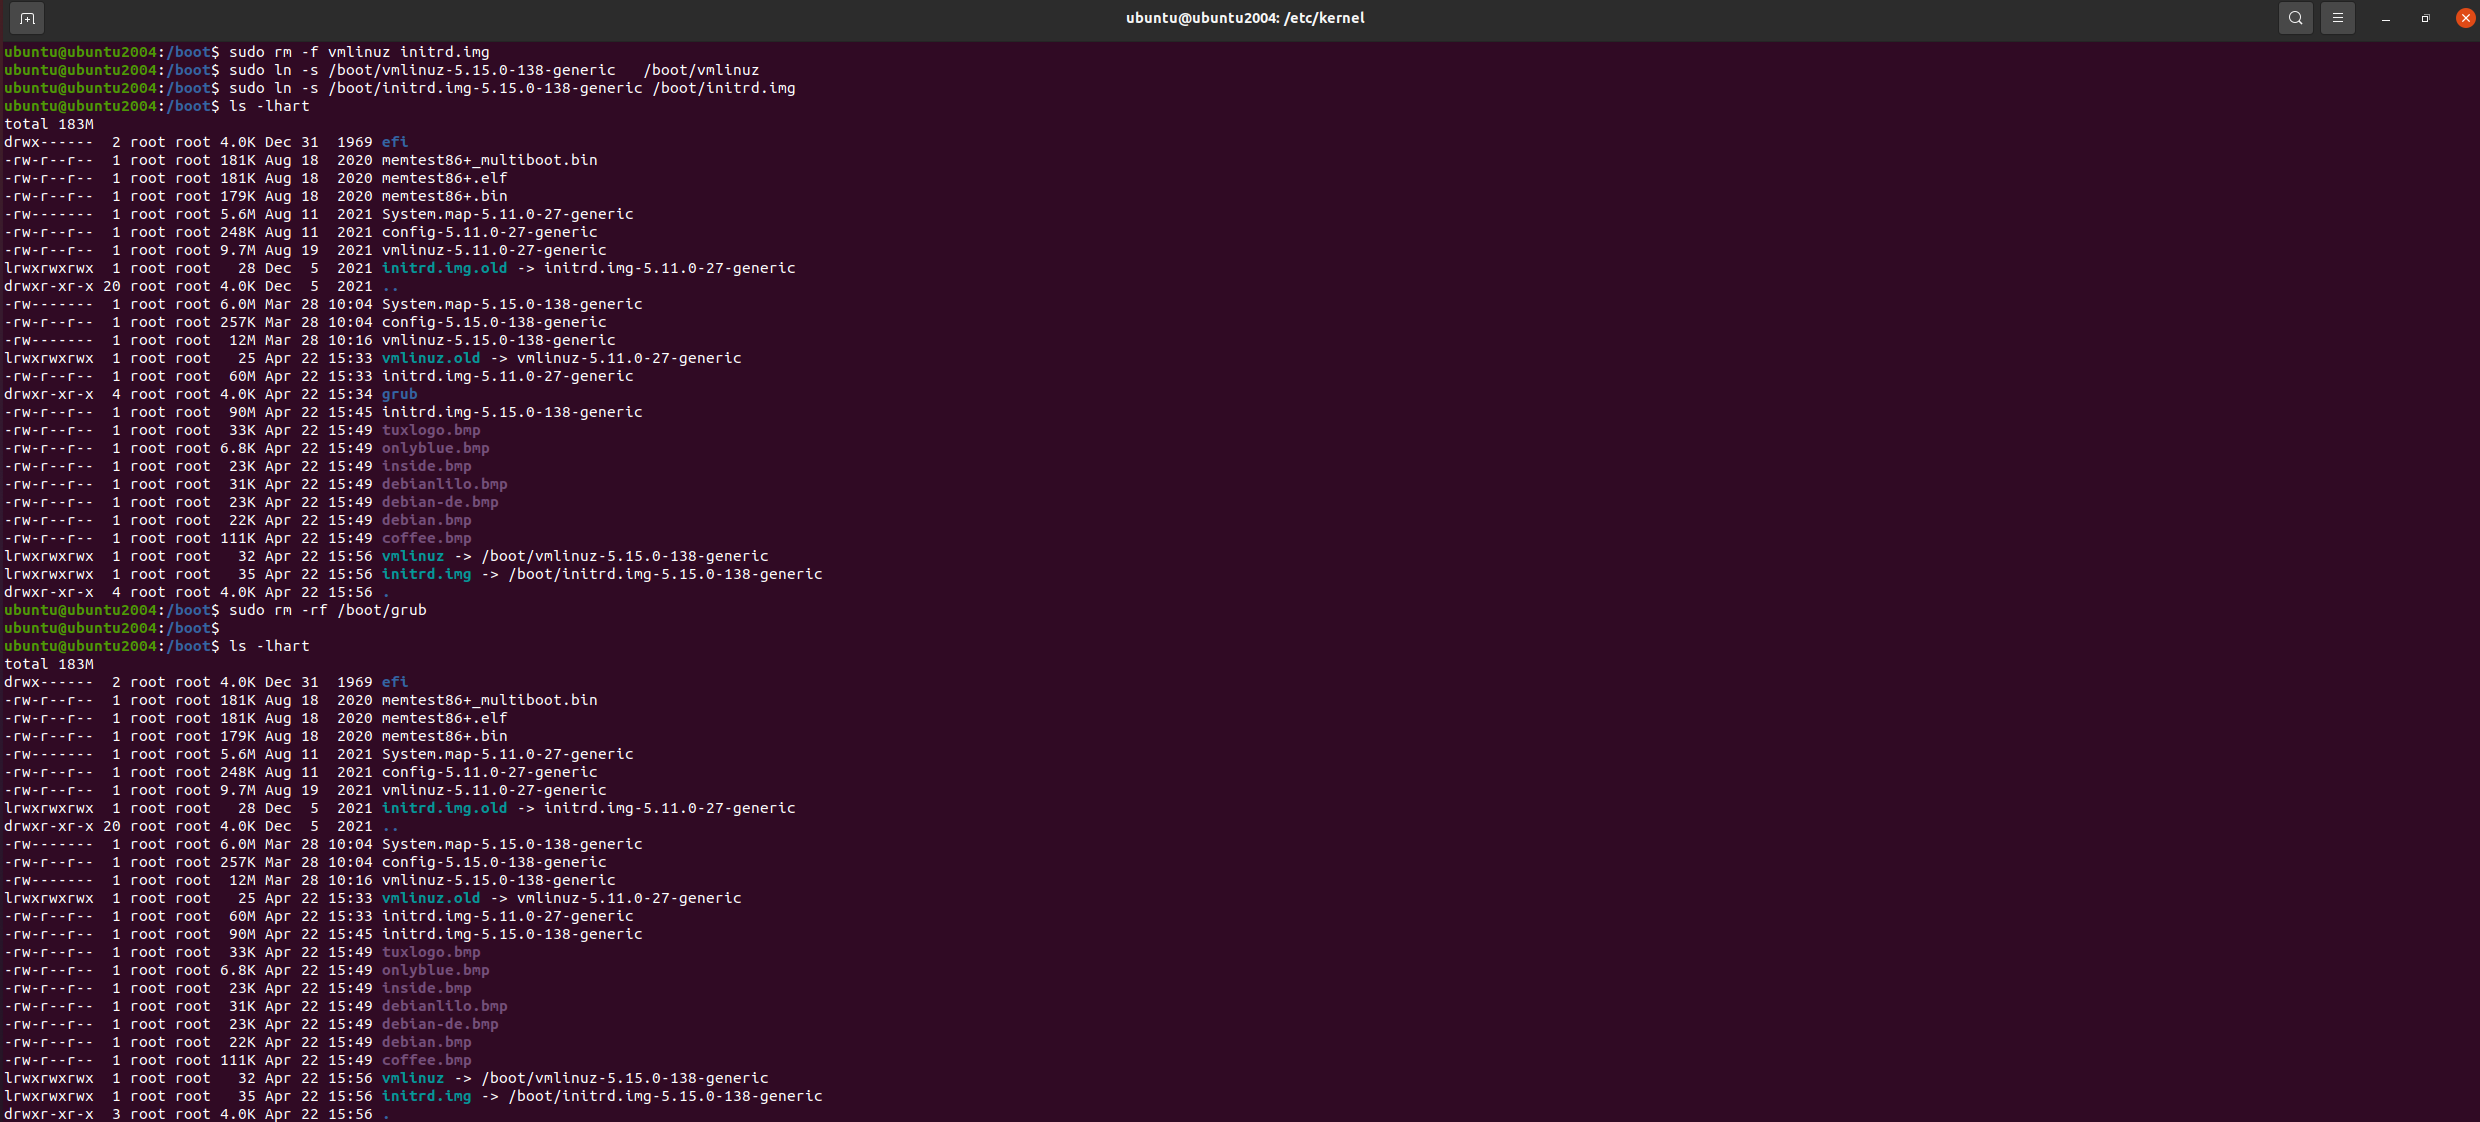 ubuntu@ubuntu2004: /etc/kernel
ubuntu@ubuntu2004:/boot$ sudo rm -f vmlinuz initrd.img
ubuntu@ubuntu2004:/boot$ sudo ln -s /boot/vmlinuz-5.15.0-138-generic   /boot/vmlinuz
ubuntu@ubuntu2004:/boot$ sudo ln -s /boot/initrd.img-5.15.0-138-generic /boot/initrd.img
ubuntu@ubuntu2004:/boot$ ls -lhart
total 183M
drwx------  2 root root 4.0K Dec 31  1969 efi
-rw-r--r--  1 root root 181K Aug 18  2020 memtest86+_multiboot.bin
-rw-r--r--  1 root root 181K Aug 18  2020 memtest86+.elf
-rw-r--r--  1 root root 179K Aug 18  2020 memtest86+.bin
-rw-------  1 root root 5.6M Aug 11  2021 System.map-5.11.0-27-generic
-rw-r--r--  1 root root 248K Aug 11  2021 config-5.11.0-27-generic
-rw-r--r--  1 root root 9.7M Aug 19  2021 vmlinuz-5.11.0-27-generic
lrwxrwxrwx  1 root root   28 Dec  5  2021 initrd.img.old -> initrd.img-5.11.0-27-generic
drwxr-xr-x 20 root root 4.0K Dec  5  2021 ..
-rw-------  1 root root 6.0M Mar 28 10:04 System.map-5.15.0-138-generic
-rw-r--r--  1 root root 257K Mar 28 10:04 config-5.15.0-138-generic
-rw-------  1 root root  12M Mar 28 10:16 vmlinuz-5.15.0-138-generic
lrwxrwxrwx  1 root root   25 Apr 22 15:33 vmlinuz.old -> vmlinuz-5.11.0-27-generic
-rw-r--r--  1 root root  60M Apr 22 15:33 initrd.img-5.11.0-27-generic
drwxr-xr-x  4 root root 4.0K Apr 22 15:34 grub
-rw-r--r--  1 root root  90M Apr 22 15:45 initrd.img-5.15.0-138-generic
-rw-r--r--  1 root root  33K Apr 22 15:49 tuxlogo.bmp
-rw-r--r--  1 root root 6.8K Apr 22 15:49 onlyblue.bmp
-rw-r--r--  1 root root  23K Apr 22 15:49 inside.bmp
-rw-r--r--  1 root root  31K Apr 22 15:49 debianlilo.bmp
-rw-r--r--  1 root root  23K Apr 22 15:49 debian-de.bmp
-rw-r--r--  1 root root  22K Apr 22 15:49 debian.bmp
-rw-r--r--  1 root root 111K Apr 22 15:49 coffee.bmp
lrwxrwxrwx  1 root root   32 Apr 22 15:56 vmlinuz -> /boot/vmlinuz-5.15.0-138-generic
lrwxrwxrwx  1 root root   35 Apr 22 15:56 initrd.img -> /boot/initrd.img-5.15.0-138-generic
drwxr-xr-x  4 root root 4.0K Apr 22 15:56 .
ubuntu@ubuntu2004:/boot$ sudo rm -rf /boot/grub
ubuntu@ubuntu2004:/boot$
ubuntu@ubuntu2004:/boot$ ls -lhart
total 183M
drwx------  2 root root 4.0K Dec 31  1969 efi
-rw-r--r--  1 root root 181K Aug 18  2020 memtest86+_multiboot.bin
-rw-r--r--  1 root root 181K Aug 18  2020 memtest86+.elf
-rw-r--r--  1 root root 179K Aug 18  2020 memtest86+.bin
-rw-------  1 root root 5.6M Aug 11  2021 System.map-5.11.0-27-generic
-rw-r--r--  1 root root 248K Aug 11  2021 config-5.11.0-27-generic
-rw-r--r--  1 root root 9.7M Aug 19  2021 vmlinuz-5.11.0-27-generic
lrwxrwxrwx  1 root root   28 Dec  5  2021 initrd.img.old -> initrd.img-5.11.0-27-generic
drwxr-xr-x 20 root root 4.0K Dec  5  2021 ..
-rw-------  1 root root 6.0M Mar 28 10:04 System.map-5.15.0-138-generic
-rw-r--r--  1 root root 257K Mar 28 10:04 config-5.15.0-138-generic
-rw-------  1 root root  12M Mar 28 10:16 vmlinuz-5.15.0-138-generic
lrwxrwxrwx  1 root root   25 Apr 22 15:33 vmlinuz.old -> vmlinuz-5.11.0-27-generic
-rw-r--r--  1 root root  60M Apr 22 15:33 initrd.img-5.11.0-27-generic
-rw-r--r--  1 root root  90M Apr 22 15:45 initrd.img-5.15.0-138-generic
-rw-r--r--  1 root root  33K Apr 22 15:49 tuxlogo.bmp
-rw-r--r--  1 root root 6.8K Apr 22 15:49 onlyblue.bmp
-rw-r--r--  1 root root  23K Apr 22 15:49 inside.bmp
-rw-r--r--  1 root root  31K Apr 22 15:49 debianlilo.bmp
-rw-r--r--  1 root root  23K Apr 22 15:49 debian-de.bmp
-rw-r--r--  1 root root  22K Apr 22 15:49 debian.bmp
-rw-r--r--  1 root root 111K Apr 22 15:49 coffee.bmp
lrwxrwxrwx  1 root root   32 Apr 22 15:56 vmlinuz -> /boot/vmlinuz-5.15.0-138-generic
lrwxrwxrwx  1 root root   35 Apr 22 15:56 initrd.img -> /boot/initrd.img-5.15.0-138-generic
drwxr-xr-x  3 root root 4.0K Apr 22 15:56 .